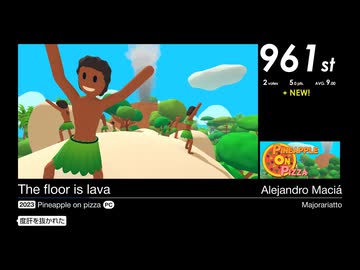 961st
2 votes 5.0 pts. AVG. 9.00
+ NEW!
PINEAPPLE
ON
PIZZA
The floor is lava
Alejandro Maciá
2023 Pineapple on pizza PC
Majorariatto
度肝を抜かれた